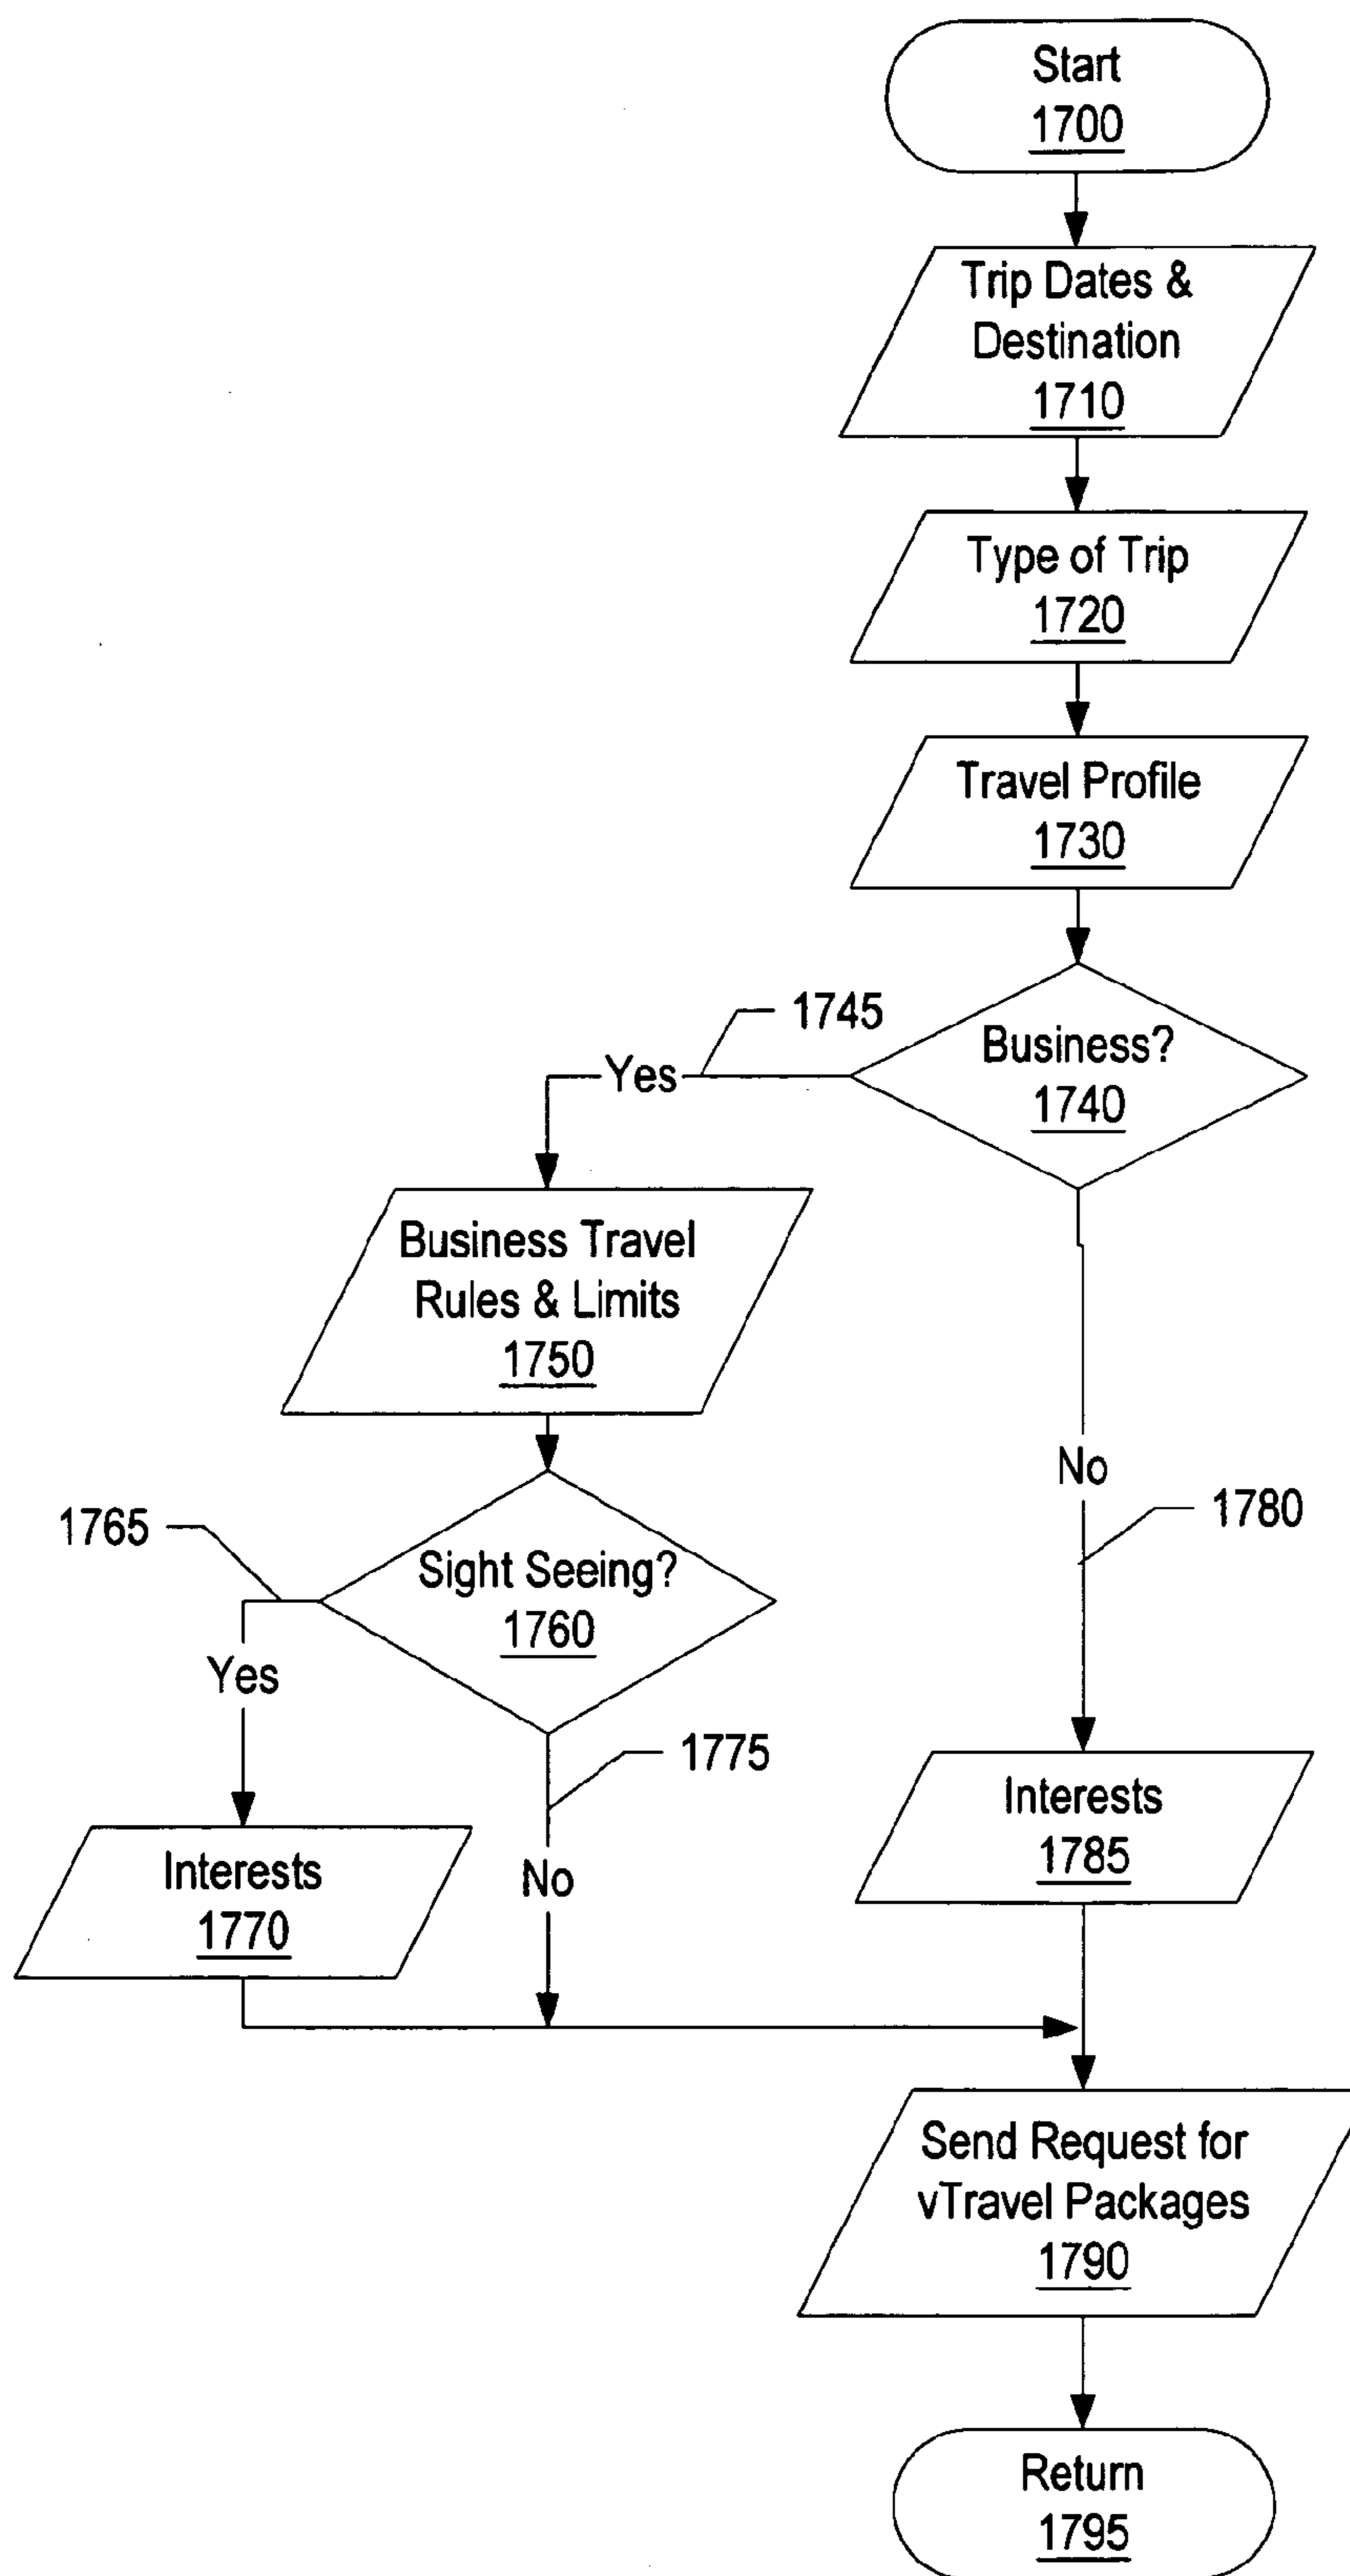 Start
1700
Trip Dates &
Destination
1710
Type of Trip
1720
Travel Profile
1730
1745
Business?
1740
Yes
Business Travel
Rules & Limits
1750
No
1780
1765
Sight Seeing?
1760
Yes
1775
No
Interests
1785
Interests
1770
Send Request for
vTravel Packages
1790
Return
1795